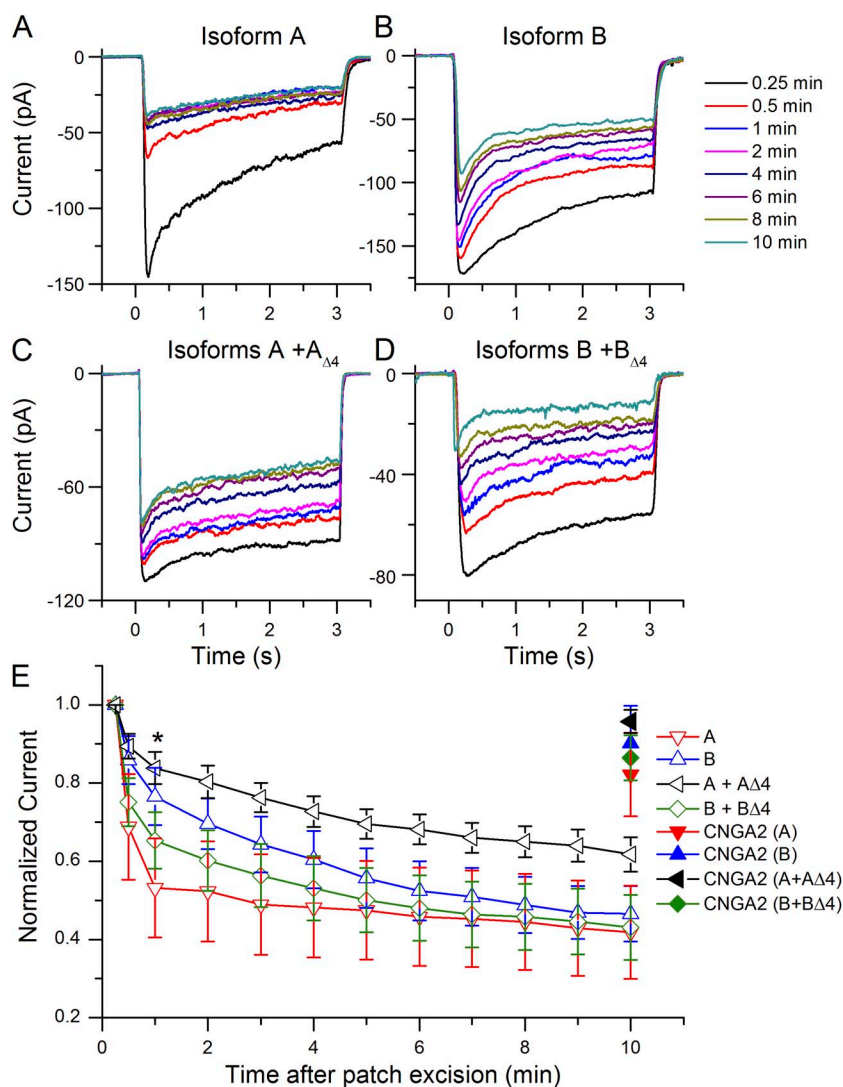 A
Isoform A
B
Isoform B
0
-50
-100
-150
Current (pA)
0 1 2 3
0
-50
-100
-150
0 1 2 3
0.25 min
0.5 min
1 min
2 min
4 min
6 min
8 min
10 min
C
Isoforms A +AΔ4
D
Isoforms B +BΔ4
0
-60
-120
Current (pA)
0 1 2 3
Time (s)
0
-40
-80
0 1 2 3
Time (s)
E
1.0
0.8
0.6
0.4
0.2
Normalized Current
*
0 2 4 6 8 10
Time after patch excision (min)
A
B
A + AΔ4
B + BΔ4
CNGA2 (A)
CNGA2 (B)
CNGA2 (A+AΔ4)
CNGA2 (B+BΔ4)